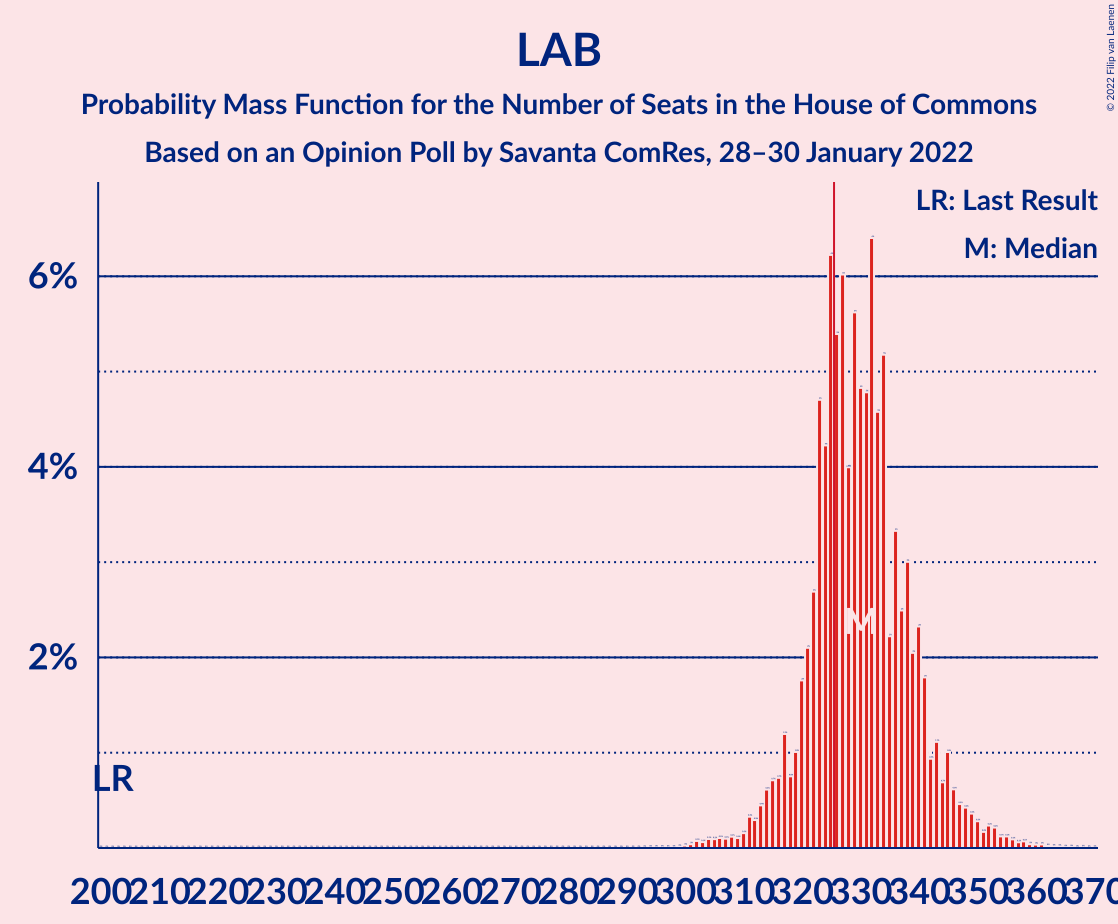 LAB
Probability Mass Function for the Number of Seats in the House of Commons
Based on an Opinion Poll by Savanta ComRes, 28–30 January 2022
© 2022 Filip van Laenen
LR: Last Result
M: Median
6%
4%
2%
LR
M
200 210 220 230 240 250 260 270 280 290 300 310 320 330 340 350 360 370